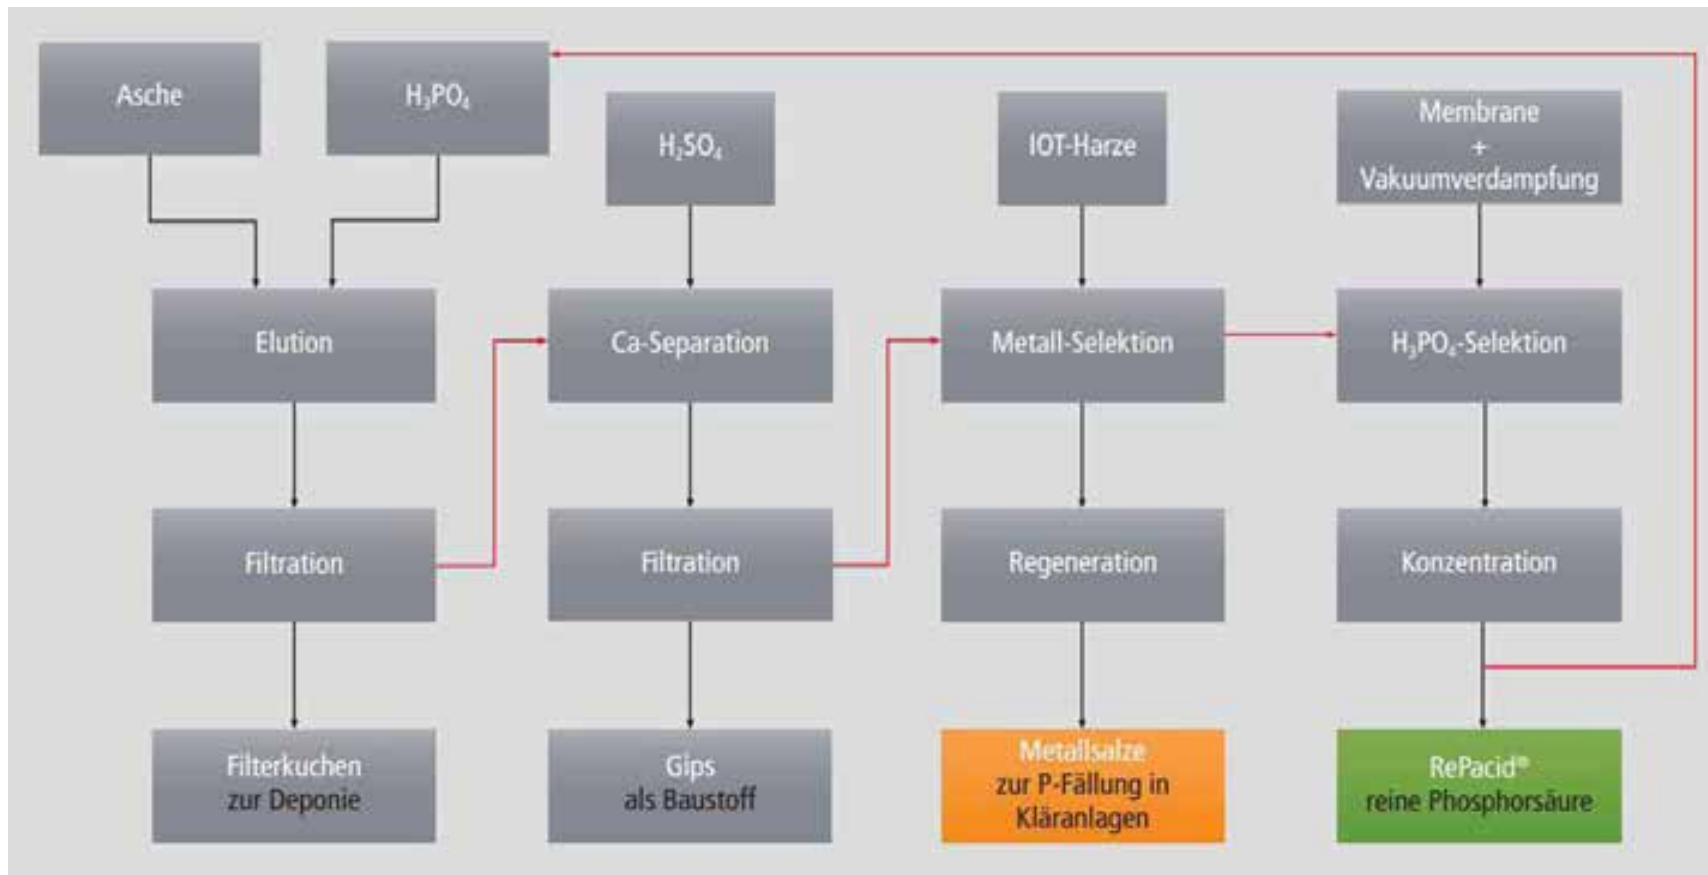 Asche
H₃PO₄
H₂SO₄
IOT-Harze
Membrane
+
Vakuumverdampfung
Elution
Ca-Separation
Metall-Selektion
H₃PO₄-Selektion
Filtration
Filtration
Regeneration
Konzentration
Filterkuchen
zur Deponie
Gips
als Baustoff
Metallsalze
zur P-Fällung in
Kläranlagen
RePacid®
reine Phosphorsäure